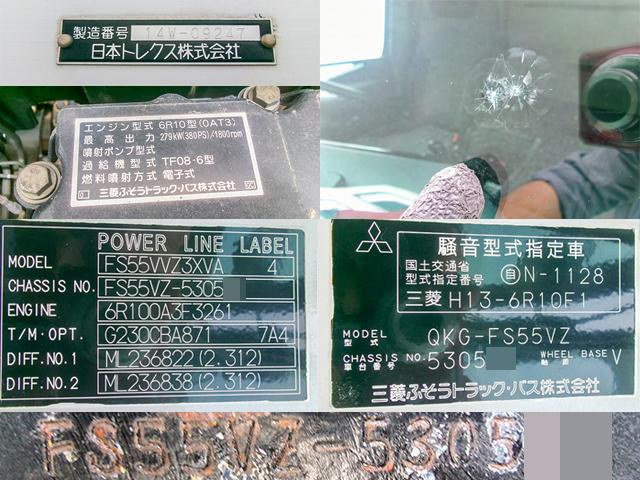 製造番号 14W-09247
日本トレクス株式会社
エンジン型式 6R10型(0AT3)
最高出力 279kW(380PS)/1800rpm
噴射ポンプ型式
過給機型式 TF08-6型
燃料噴射方式 電子式
三菱ふそうトラック・バス株式会社
POWER LINE LABEL
MODEL FS55VVZ3XVA 4
CHASSIS NO. FS55VZ-5305
ENGINE 6R100A3F3261
T/M・OPT. G230CBA871 7A4
DIFF.NO.1 ML236822(2.312)
DIFF.NO.2 ML236838(2.312)
騒音型式指定車
国土交通省
型式指定番号 自N-1128
三菱 H13-6R10F1
MODEL QKG-FS55VZ
型式
CHASSIS NO. 5305 WHEEL BASE V
車台番号 軸距
三菱ふそうトラック・バス株式会社
FS55VZ-5305